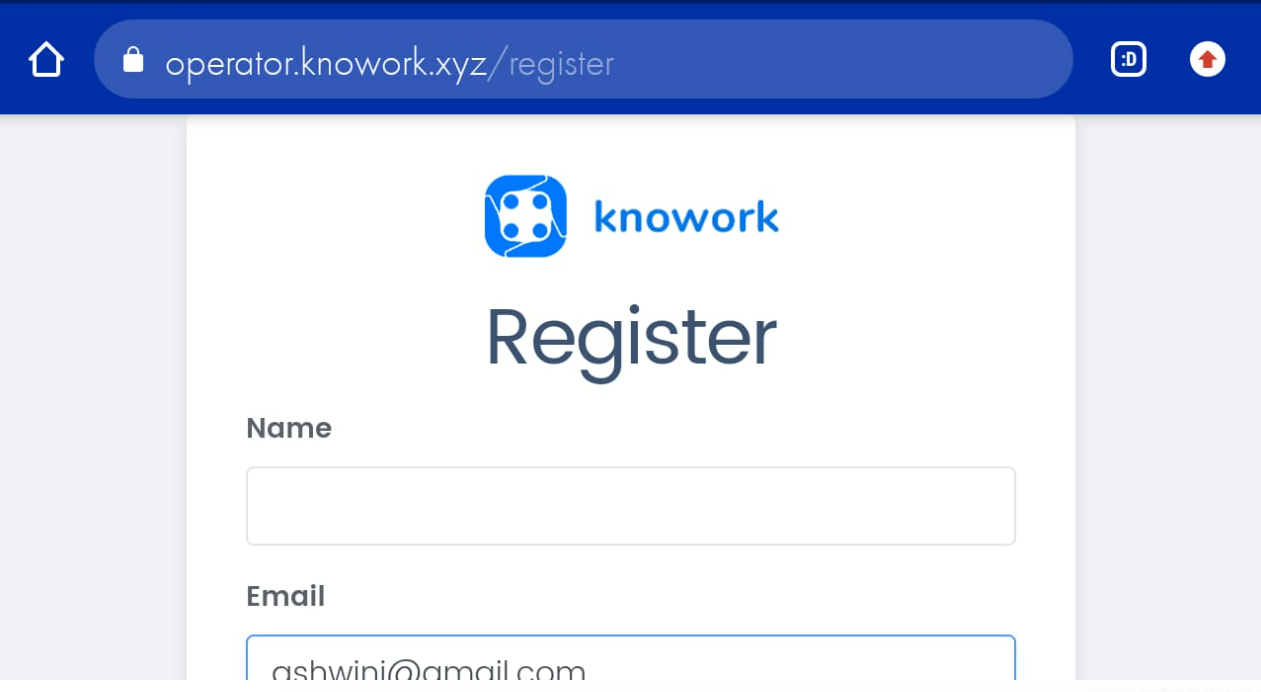 operator.knowork.xyz/register
:D
knowork
Register
Name
Email
ashwini@gmail.com